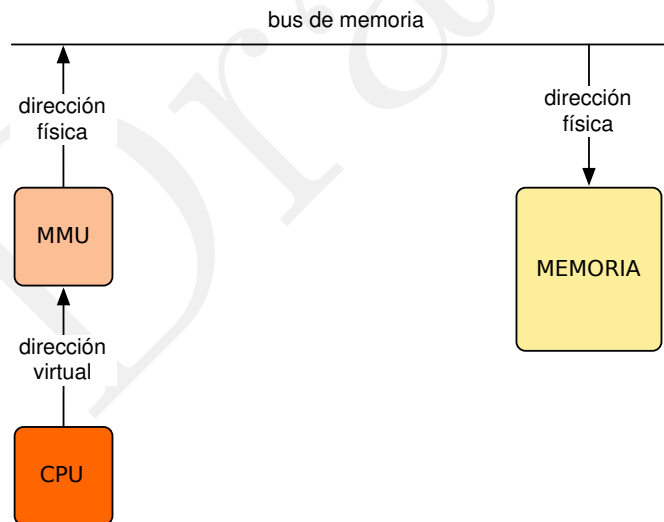 bus de memoria
dirección
física
dirección
física
MMU
MEMORIA
dirección
virtual
CPU